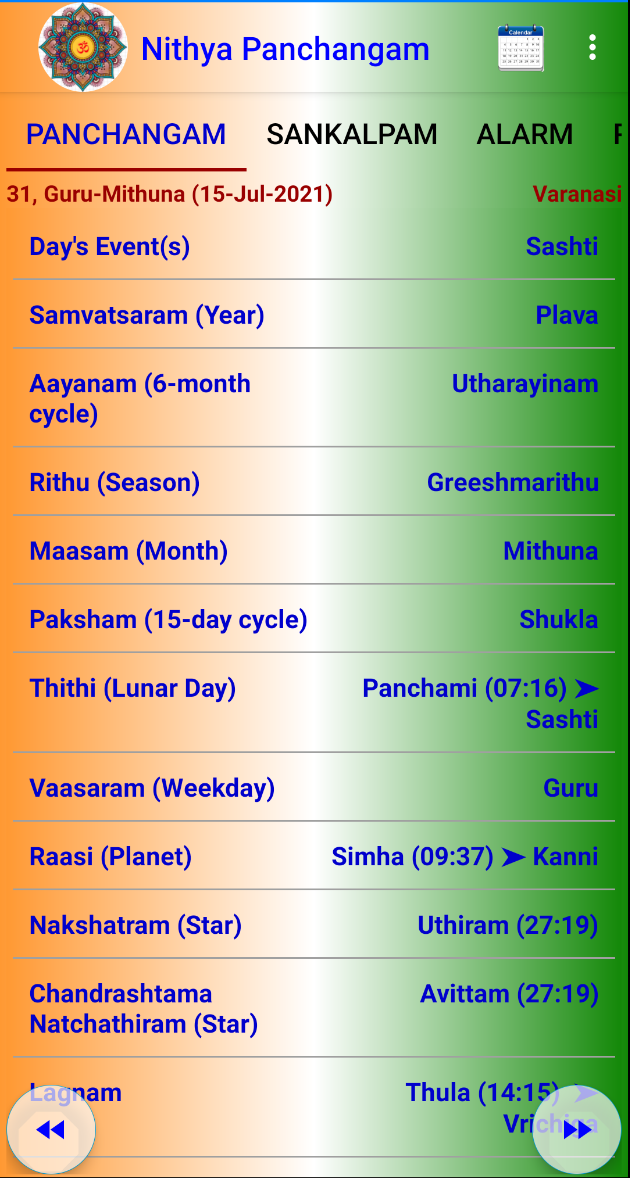 Nithya Panchangam
Calendar
PANCHANGAM SANKALPAM ALARM
31, Guru-Mithuna (15-Jul-2021) Varanasi
Day's Event(s) Sashti
Samvatsaram (Year) Plava
Aayanam (6-month Utharayinam
cycle)
Rithu (Season) Greeshmarithu
Maasam (Month) Mithuna
Paksham (15-day cycle) Shukla
Thithi (Lunar Day) Panchami (07:16) ➤
Sashti
Vaasaram (Weekday) Guru
Raasi (Planet) Simha (09:37) ➤ Kanni
Nakshatram (Star) Uthiram (27:19)
Chandrashtama Avittam (27:19)
Natchathiram (Star)
Lagnam Thula (14:15) ➤
Vrichiga